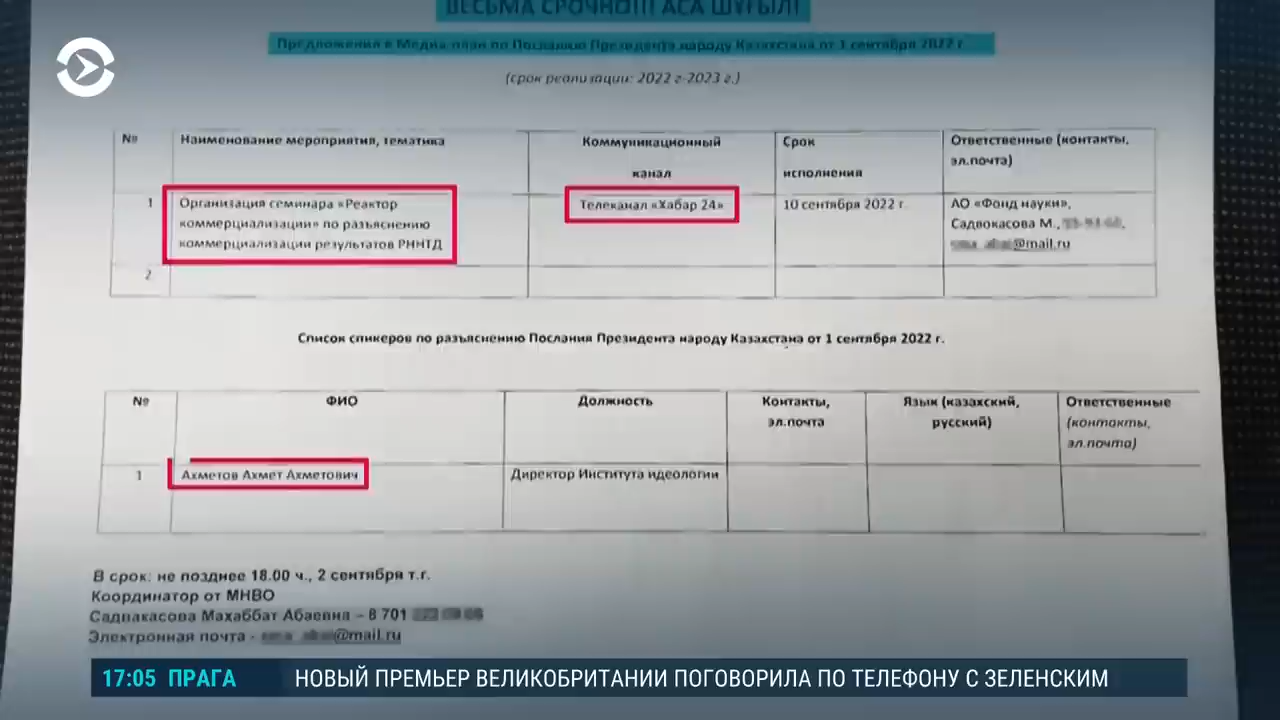 ВЕСЬМА СРОЧНО!!! АСА ШҰҒЫЛ!
Предложения в Медиа план по Посланию Президента народу Казахстана от 1 сентября 2022 г.
(срок реализации: 2022 г-2023 г.)
№ Наименование мероприятия, тематика Коммуникационный канал Срок исполнения Ответственные (контакты, эл.почта)
1 Организация семинара «Реактор
коммерциализации» по разъяснению
коммерциализации результатов РННТД
Телеканал «Хабар 24»
10 сентября 2022 г.
АО «Фонд науки»,
Садвокасова М.,
@mail.ru
2
Список спикеров по разъяснению Послания Президента народу Казахстана от 1 сентября 2022 г.
№ ФИО Должность Контакты, эл.почта Язык (казахский, русский) Ответственные (контакты, эл.почта)
1 Ахметов Ахмет Ахметович Директор Института идеологии
В срок: не позднее 18.00 ч., 2 сентября т.г.
Координатор от МНВО
Садвакасова Махаббат Абаевна – 8 701
Электронная почта - @mail.ru
17:05 ПРАГА НОВЫЙ ПРЕМЬЕР ВЕЛИКОБРИТАНИИ ПОГОВОРИЛА ПО ТЕЛЕФОНУ С ЗЕЛЕНСКИМ